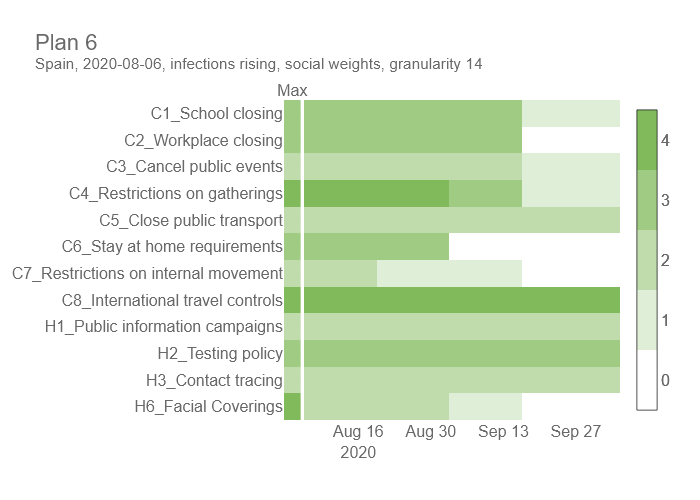 Plan 6
Spain, 2020-08-06, infections rising, social weights, granularity 14
Max
C1_School closing
C2_Workplace closing
C3_Cancel public events
C4_Restrictions on gatherings
C5_Close public transport
C6_Stay at home requirements
C7_Restrictions on internal movement
C8_International travel controls
H1_Public information campaigns
H2_Testing policy
H3_Contact tracing
H6_Facial Coverings
4
3
2
1
0
Aug 16 Aug 30 Sep 13 Sep 27
2020